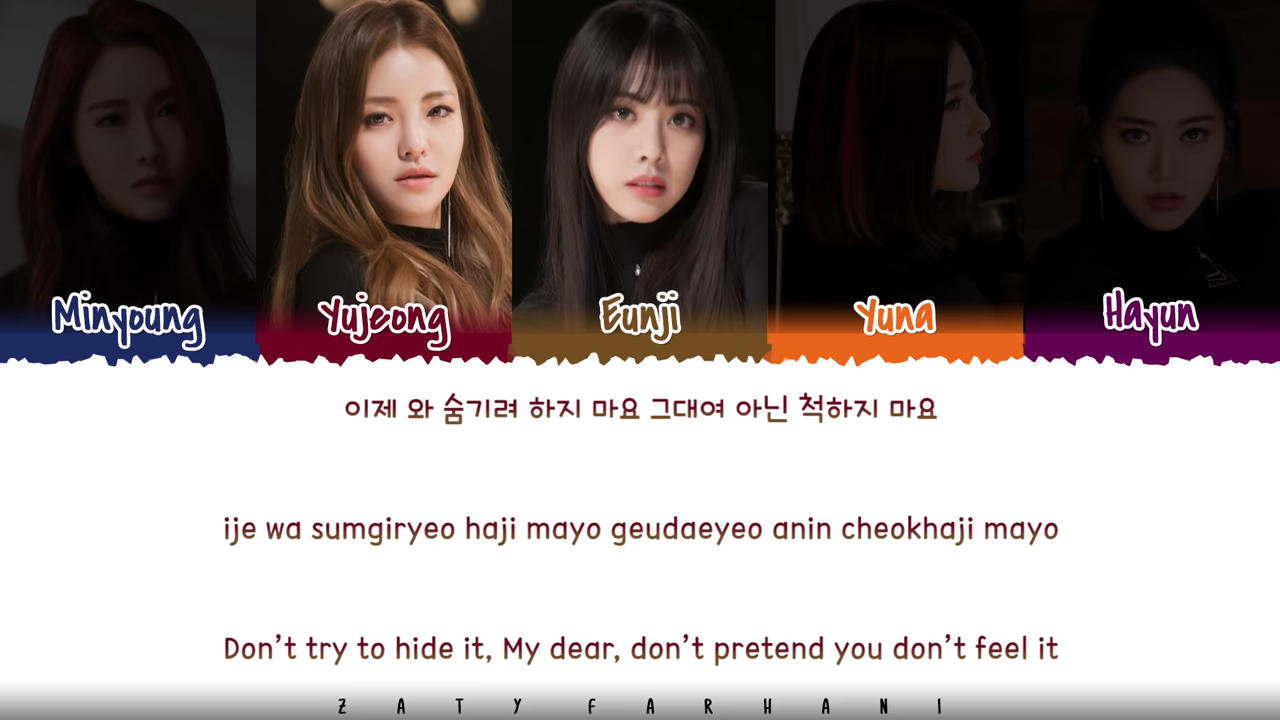 Minyoung Yujeong Eunji Yuna Hayun
이제 와 숨기려 하지 마요 그대여 아닌 척하지 마요
ije wa sumgiryeo haji mayo geudaeyeo anin cheokhaji mayo
Don't try to hide it, My dear, don't pretend you don't feel it
ZATY FARHANI